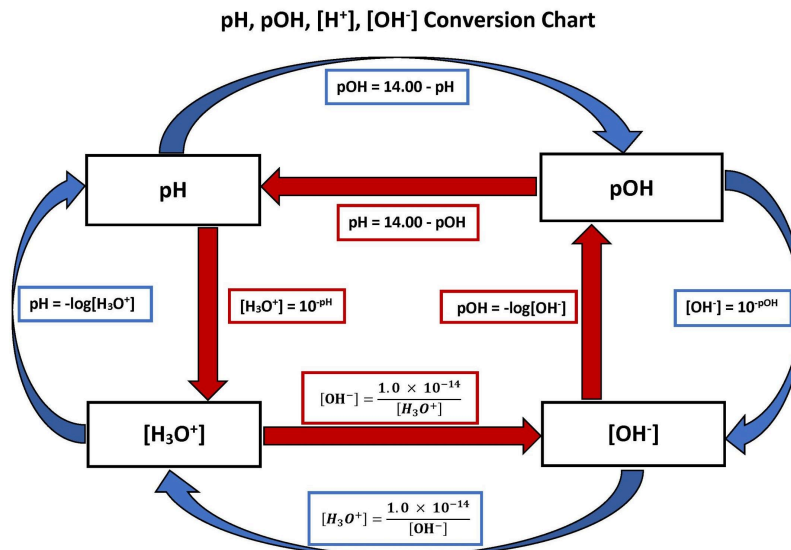 pH, pOH, [H⁺], [OH⁻] Conversion Chart
pOH = 14.00 - pH
pH
pOH
pH = 14.00 - pOH
pH = -log[H₃O⁺]
[H₃O⁺] = 10⁻ᵖᴴ
pOH = -log[OH⁻]
[OH⁻] = 10⁻ᵖᴼᴴ
[OH⁻] = 1.0 × 10⁻¹⁴ / [H₃O⁺]
[H₃O⁺]
[OH⁻]
[H₃O⁺] = 1.0 × 10⁻¹⁴ / [OH⁻]